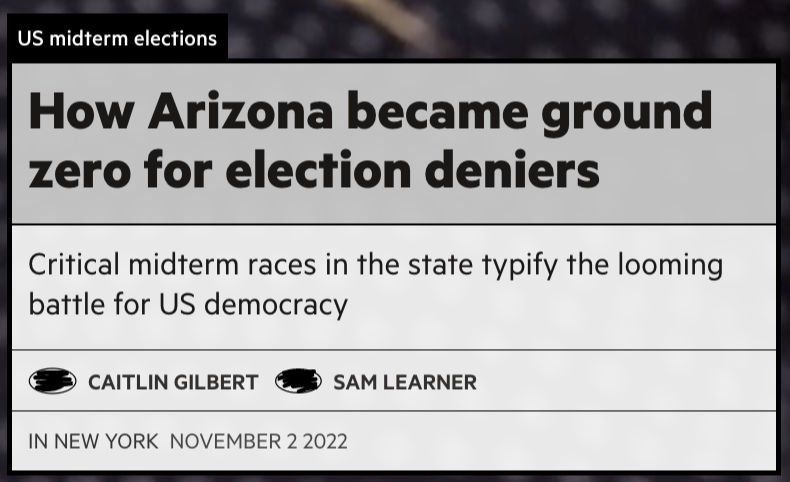 US midterm elections
How Arizona became ground
zero for election deniers
Critical midterm races in the state typify the looming
battle for US democracy
CAITLIN GILBERT SAM LEARNER
IN NEW YORK NOVEMBER 2 2022